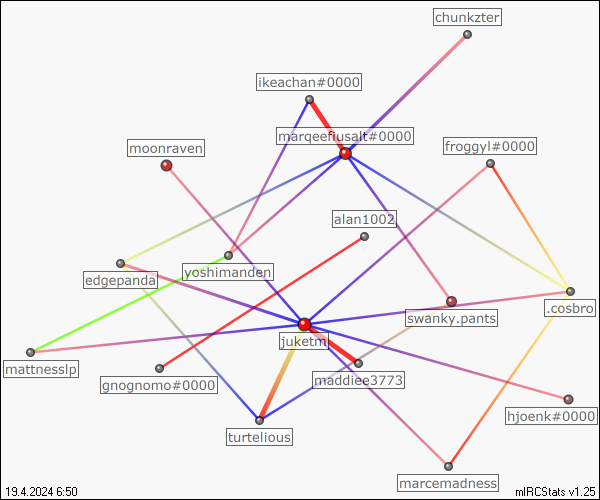 chunkzter
ikeachan#0000
marqeefiusalt#0000
moonraven
froggyl#0000
alan1002
yoshimanden
edgepanda
.cosbro
swanky.pants
juketm
mattnesslp
maddiee3773
gnognomo#0000
hjoenk#0000
turtelious
marcemadness
19.4.2024 6:50
mIRCStats v1.25